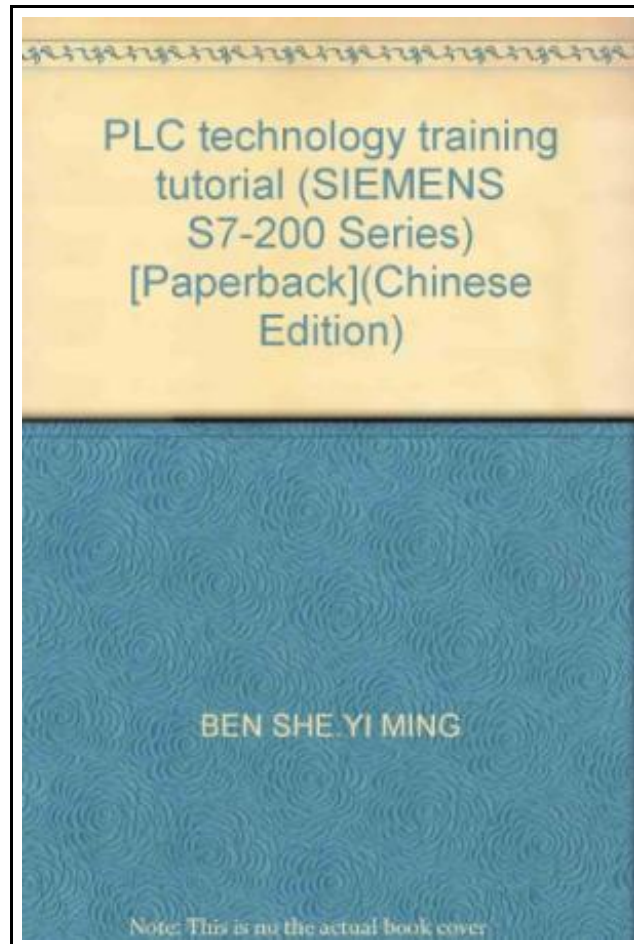 PLC technology training
tutorial (SIEMENS
S7-200 Series)
[Paperback](Chinese
Edition)
BEN SHE.YI MING
Note: This is no the actual book cover